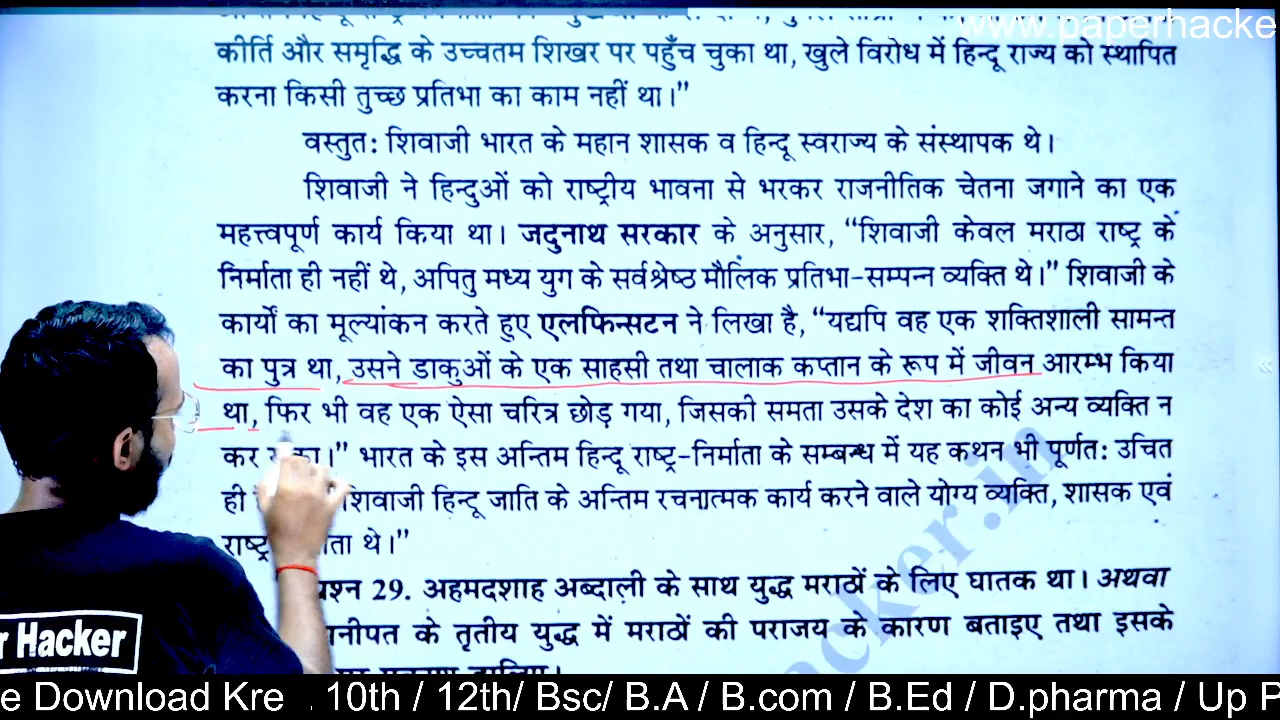 www.paperhacke
कीर्ति और समृद्धि के उच्चतम शिखर पर पहुँच चुका था, खुले विरोध में हिन्दू राज्य को स्थापित
करना किसी तुच्छ प्रतिभा का काम नहीं था।”
वस्तुतः शिवाजी भारत के महान शासक व हिन्दू स्वराज्य के संस्थापक थे।
शिवाजी ने हिन्दुओं को राष्ट्रीय भावना से भरकर राजनीतिक चेतना जगाने का एक
महत्त्वपूर्ण कार्य किया था। जदुनाथ सरकार के अनुसार, “शिवाजी केवल मराठा राष्ट्र के
निर्माता ही नहीं थे, अपितु मध्य युग के सर्वश्रेष्ठ मौलिक प्रतिभा-सम्पन्न व्यक्ति थे।” शिवाजी के
कार्यों का मूल्यांकन करते हुए एलफिन्सटन ने लिखा है, “यद्यपि वह एक शक्तिशाली सामन्त
का पुत्र था, उसने डाकुओं के एक साहसी तथा चालाक कप्तान के रूप में जीवन आरम्भ किया
था, फिर भी वह एक ऐसा चरित्र छोड़ गया, जिसकी समता उसके देश का कोई अन्य व्यक्ति न
कर भारत के इस अन्तिम हिन्दू राष्ट्र-निर्माता के सम्बन्ध में यह कथन भी पूर्णतः उचित
ही शिवाजी हिन्दू जाति के अन्तिम रचनात्मक कार्य करने वाले योग्य व्यक्ति, शासक एवं
राष्ट्र थे।”
29. अहमदशाह अब्दाली के साथ युद्ध मराठों के लिए घातक था। अथवा
के तृतीय युद्ध में मराठों की पराजय के कारण बताइए तथा इसके
acker.in
r Hacker
e Download Kre . 10th / 12th/ Bsc/ B.A / B.com / B.Ed / D.pharma / Up P